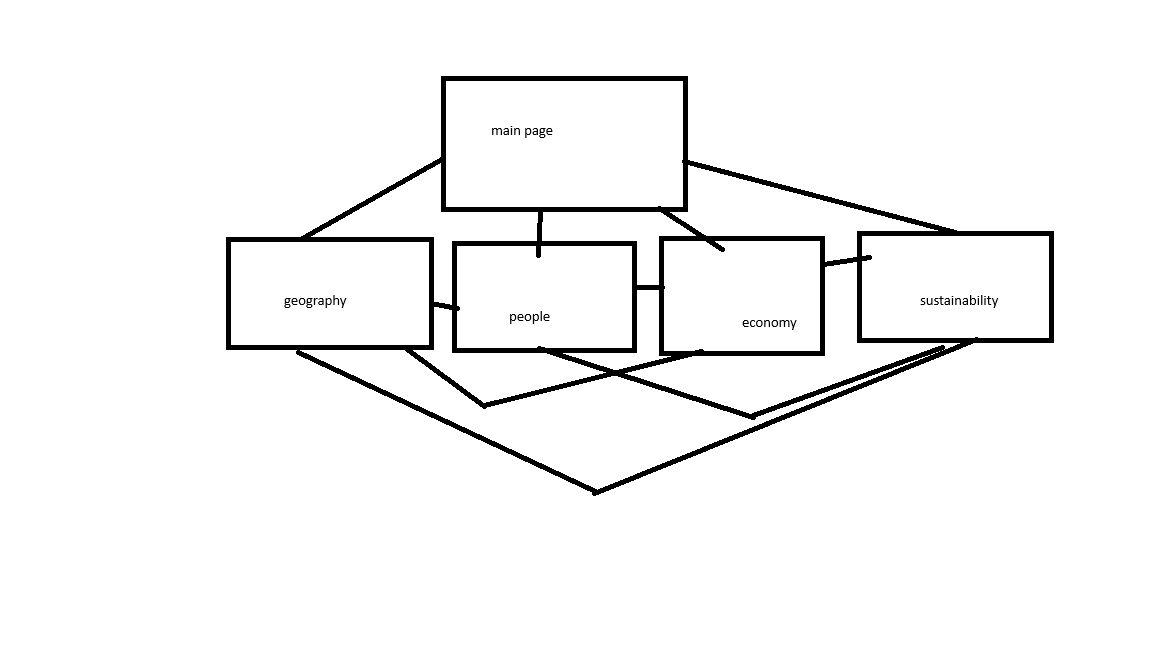 main page
geography
people
economy
sustainability